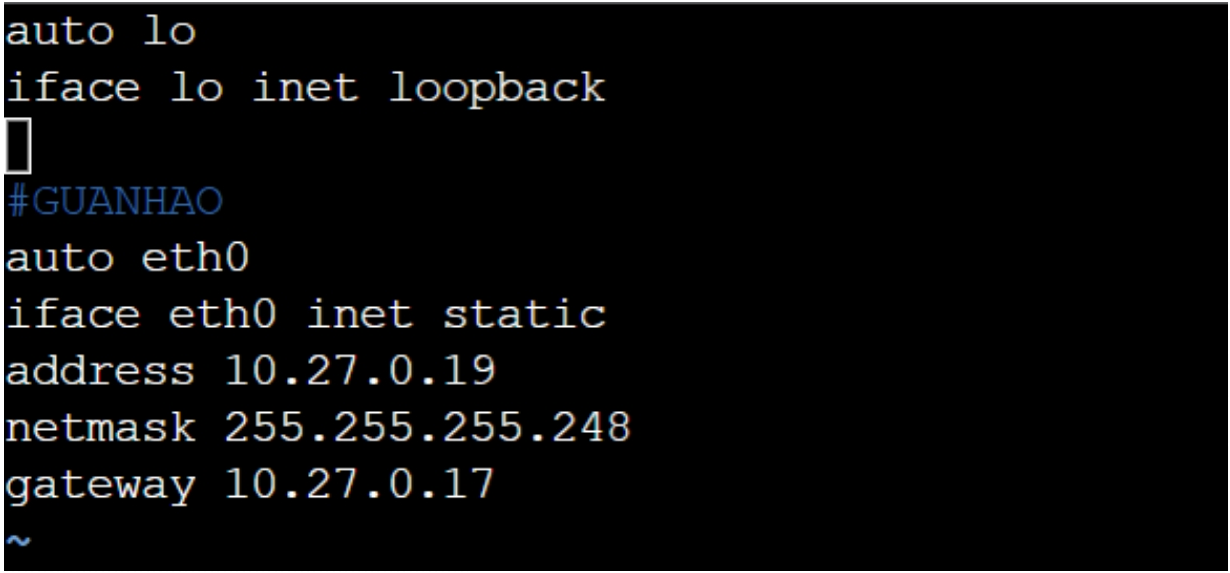 auto lo
iface lo inet loopback
#GUANHAO
auto eth0
iface eth0 inet static
address 10.27.0.19
netmask 255.255.255.248
gateway 10.27.0.17
~